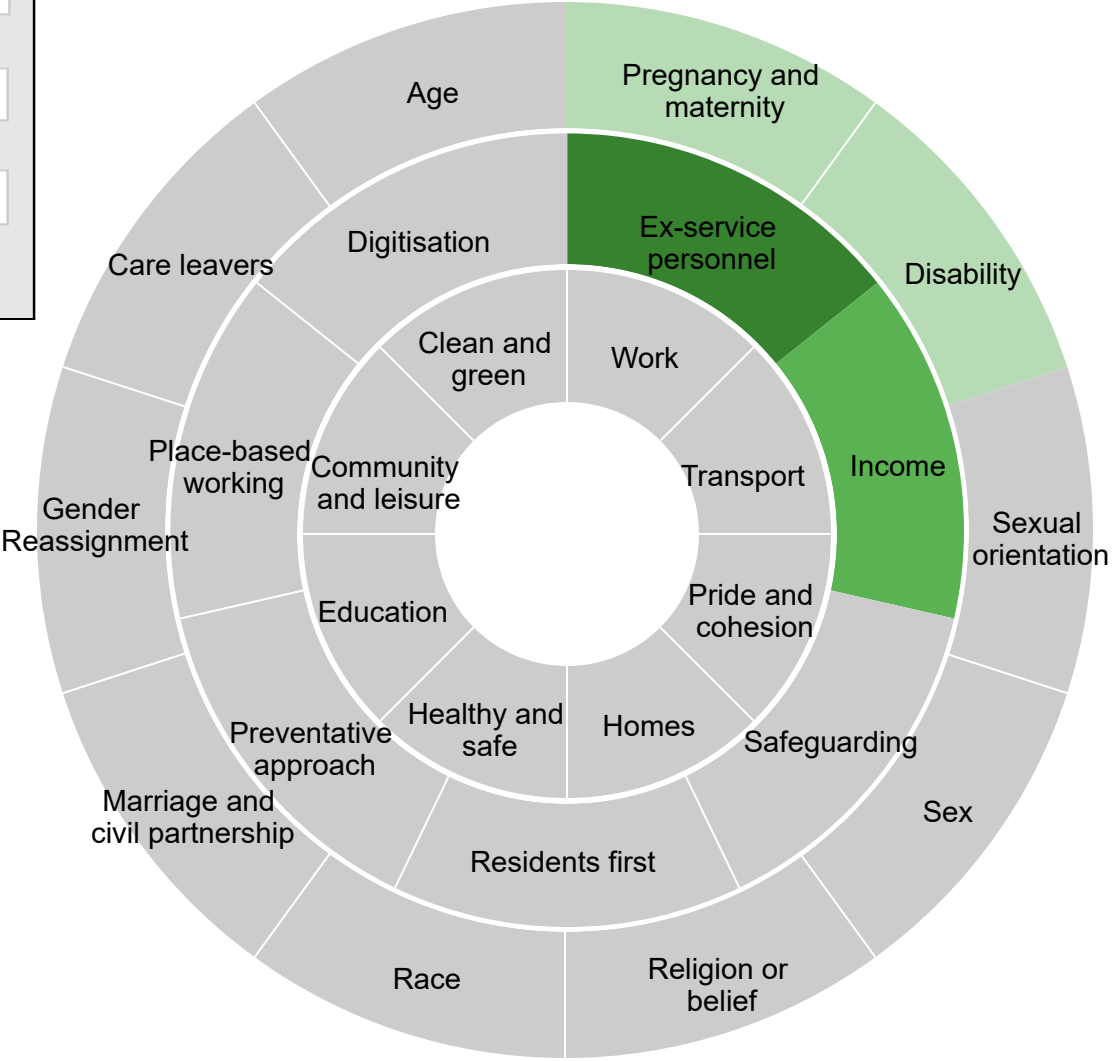 Pregnancy and
maternity
Age
Ex-service
personnel
Digitisation
Care leavers
Disability
Clean and
green
Work
Place-based
working
Community
and leisure
Transport
Income
Gender
Reassignment
Sexual
orientation
Education
Pride and
cohesion
Healthy and
safe
Homes
Preventative
approach
Safeguarding
Marriage and
civil partnership
Sex
Residents first
Race
Religion or
belief